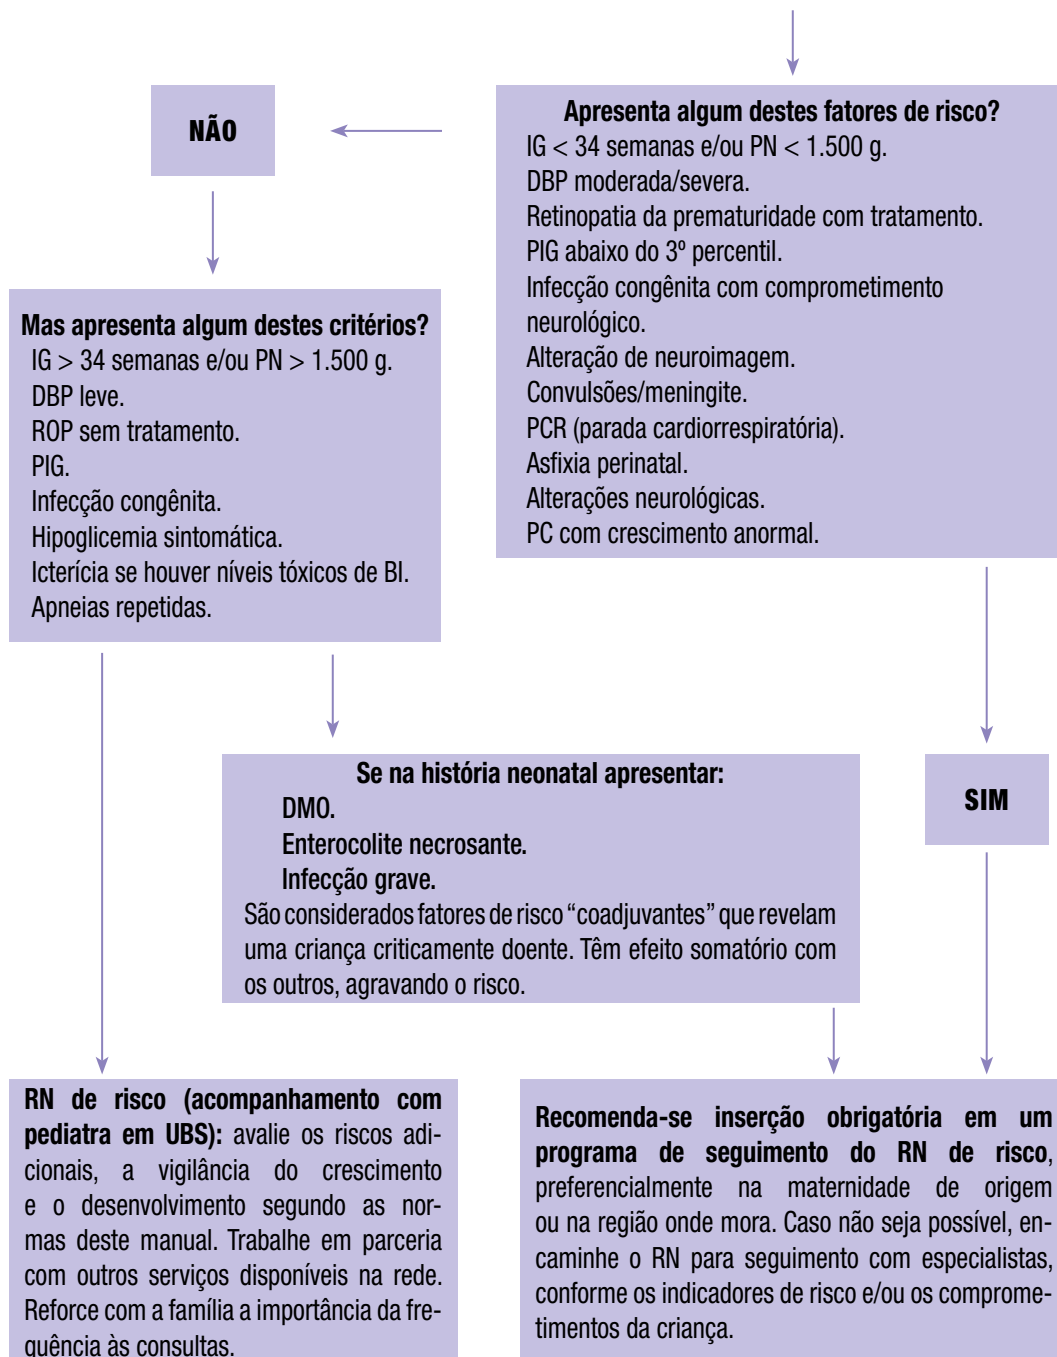 Apresenta algum destes fatores de risco?
IG < 34 semanas e/ou PN < 1.500 g.
DBP moderada/severa.
Retinopatia da prematuridade com tratamento.
PIG abaixo do 3º percentil.
Infecção congênita com comprometimento
neurológico.
Alteração de neuroimagem.
Convulsões/meningite.
PCR (parada cardiorrespiratória).
Asfixia perinatal.
Alterações neurológicas.
PC com crescimento anormal.
NÃO
Mas apresenta algum destes critérios?
IG > 34 semanas e/ou PN > 1.500 g.
DBP leve.
ROP sem tratamento.
PIG.
Infecção congênita.
Hipoglicemia sintomática.
Icterícia se houver níveis tóxicos de BI.
Apneias repetidas.
Se na história neonatal apresentar:
DMO.
Enterocolite necrosante.
Infecção grave.
São considerados fatores de risco “coadjuvantes” que revelam
uma criança criticamente doente. Têm efeito somatório com
os outros, agravando o risco.
SIM
RN de risco (acompanhamento com
pediatra em UBS): avalie os riscos adi-
cionais, a vigilância do crescimento
e o desenvolvimento segundo as nor-
mas deste manual. Trabalhe em parceria
com outros serviços disponíveis na rede.
Reforce com a família a importância da fre-
quência às consultas.
Recomenda-se inserção obrigatória em um
programa de seguimento do RN de risco,
preferencialmente na maternidade de origem
ou na região onde mora. Caso não seja possível, en-
caminhe o RN para seguimento com especialistas,
conforme os indicadores de risco e/ou os comprome-
timentos da criança.